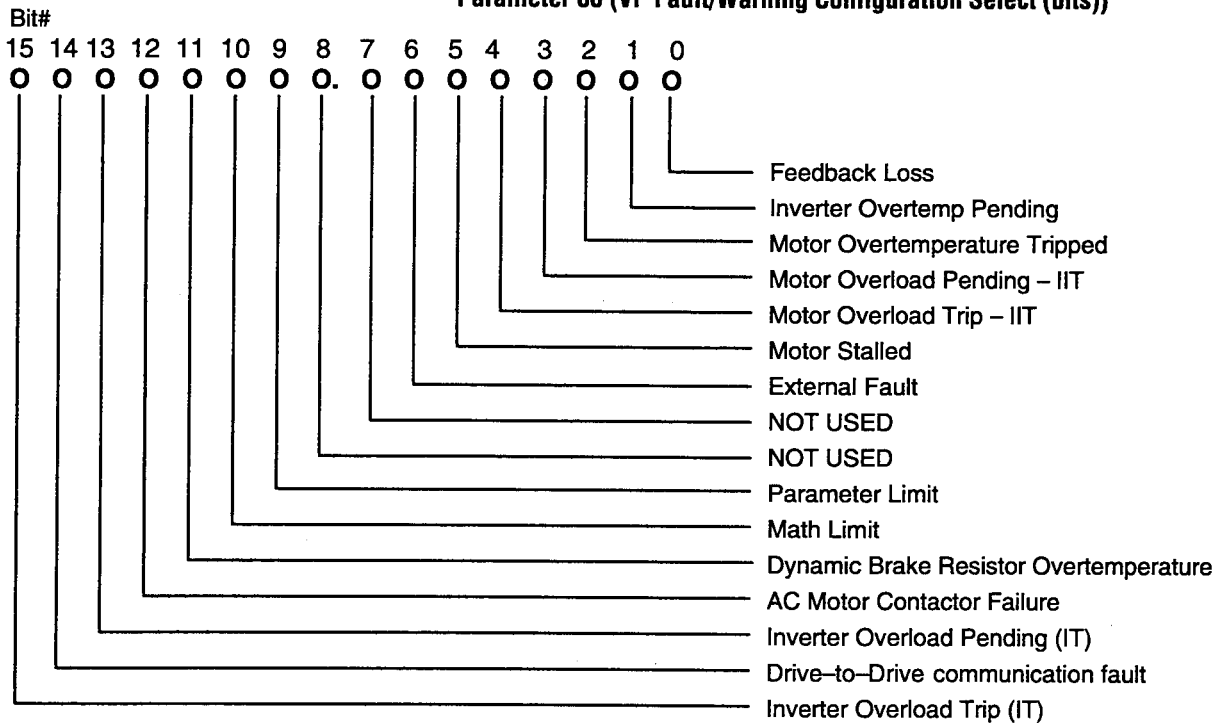 Bit#
15 14 13 12 11 10 9 8 7 6 5 4 3 2 1 0
O O O O O O O O. O O O O O O O O
Feedback Loss
Inverter Overtemp Pending
Motor Overtemperature Tripped
Motor Overload Pending – IIT
Motor Overload Trip – IIT
Motor Stalled
External Fault
NOT USED
NOT USED
Parameter Limit
Math Limit
Dynamic Brake Resistor Overtemperature
AC Motor Contactor Failure
Inverter Overload Pending (IT)
Drive–to–Drive communication fault
Inverter Overload Trip (IT)